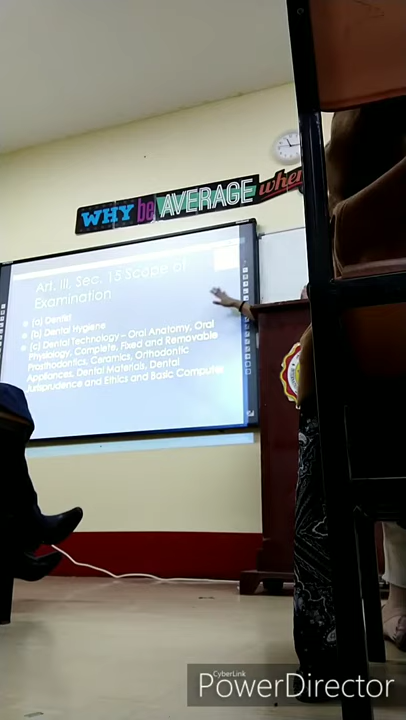 WHY be AVERAGE when
Art. III, Sec. 15 Scope of
Examination
(a) Dentist
(b) Dental Hygiene
(c) Dental Technology – Oral Anatomy, Oral
Physiology, Complete, Fixed and Removable
Prosthodontics, Ceramics, Orthodontic
Appliances, Dental Materials, Dental
Jurisprudence and Ethics and Basic Computer
CyberLink
PowerDirector